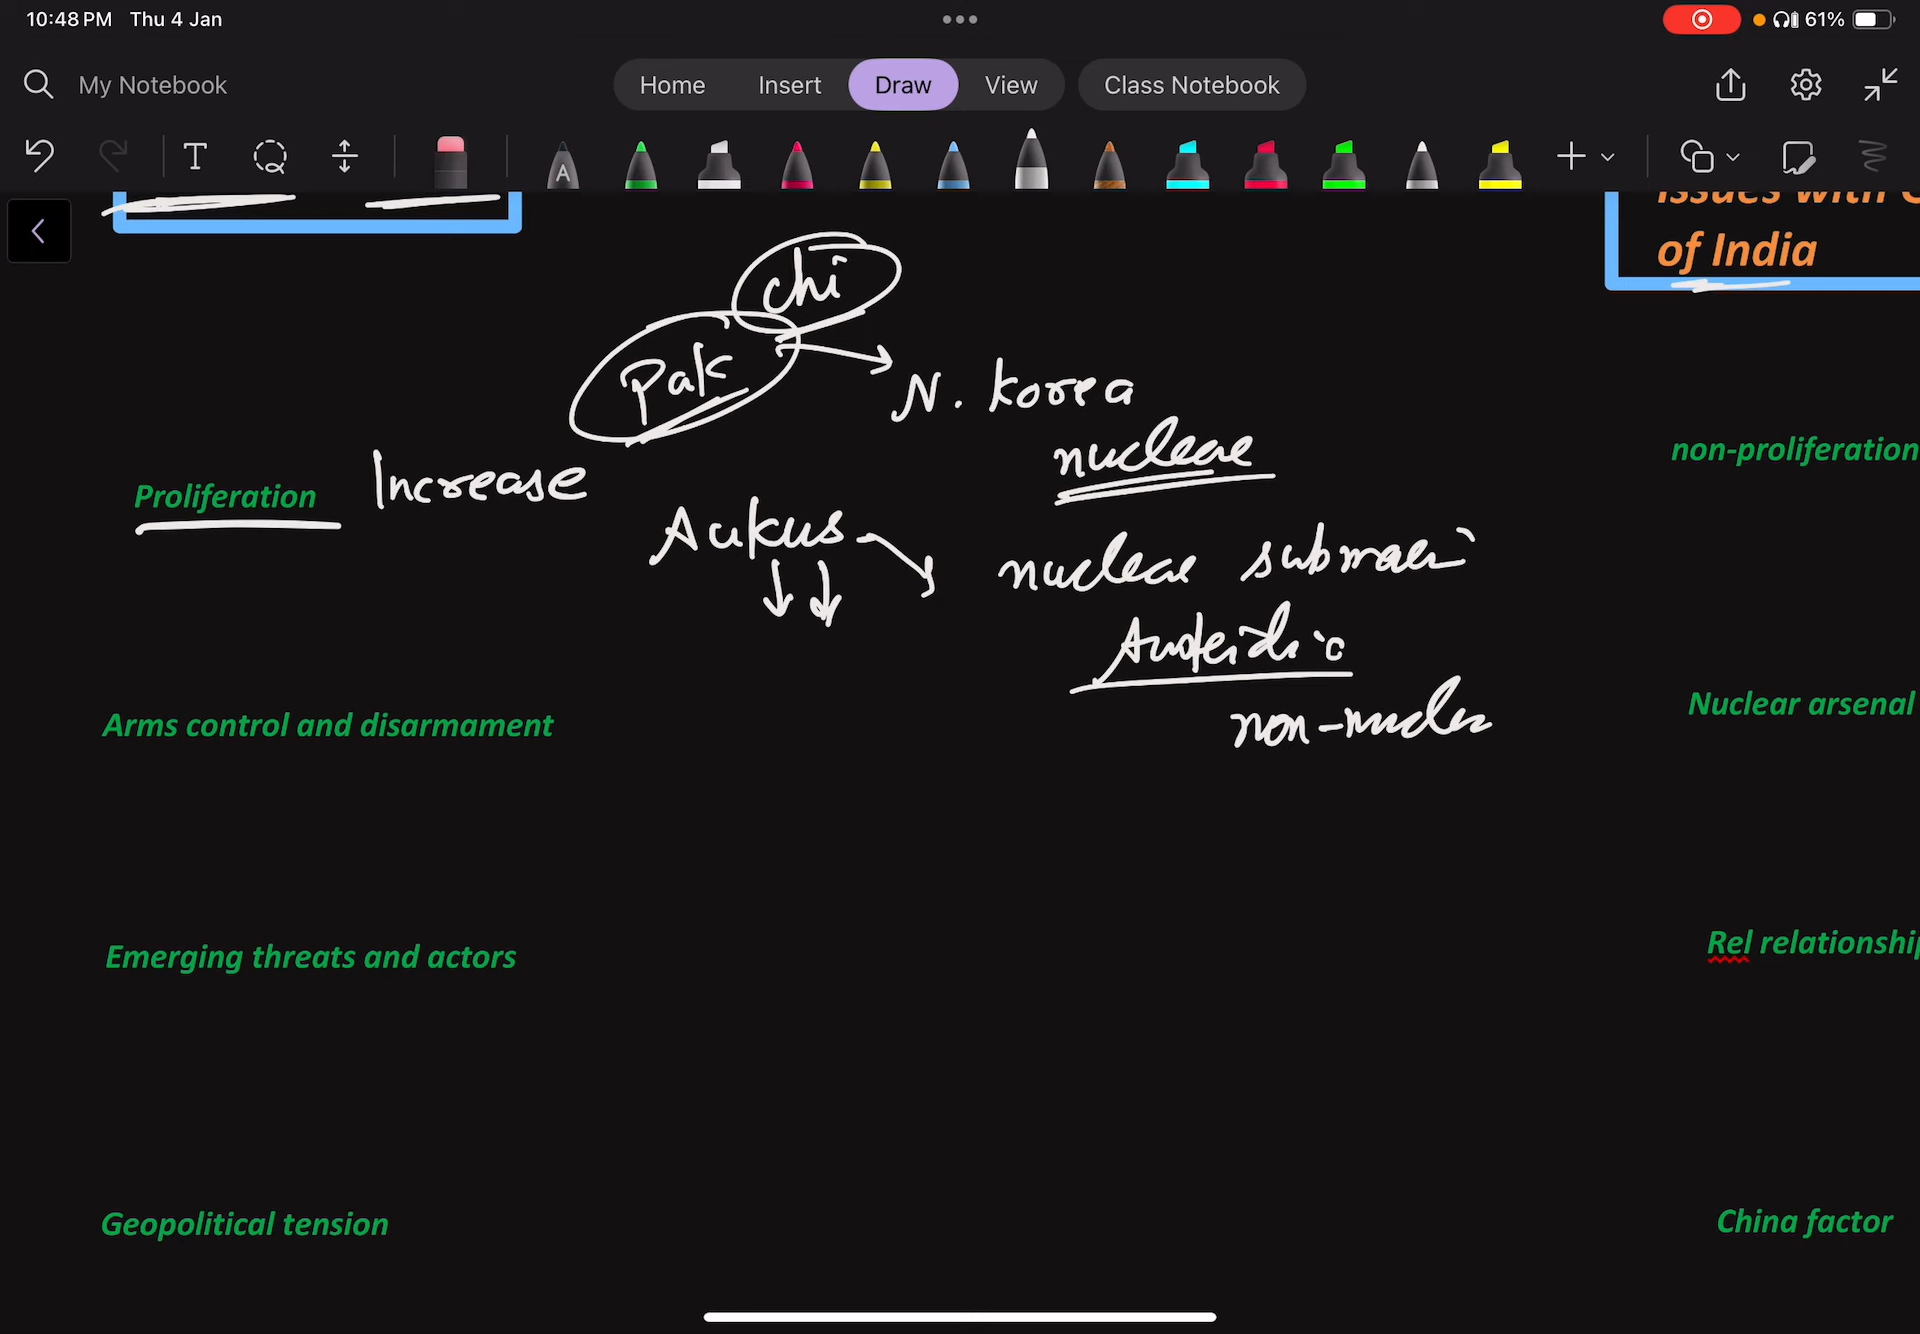 10:48 PM Thu 4 Jan
61%
My Notebook
Home Insert Draw View Class Notebook
A
of India
chi
Pak
N. Korea
nuclear
Proliferation Increase
non-proliferation
Aukus
nuclear submari
non-nuclear
Arms control and disarmament
Nuclear arsenal
Emerging threats and actors
Rel relationship
Geopolitical tension
China factor